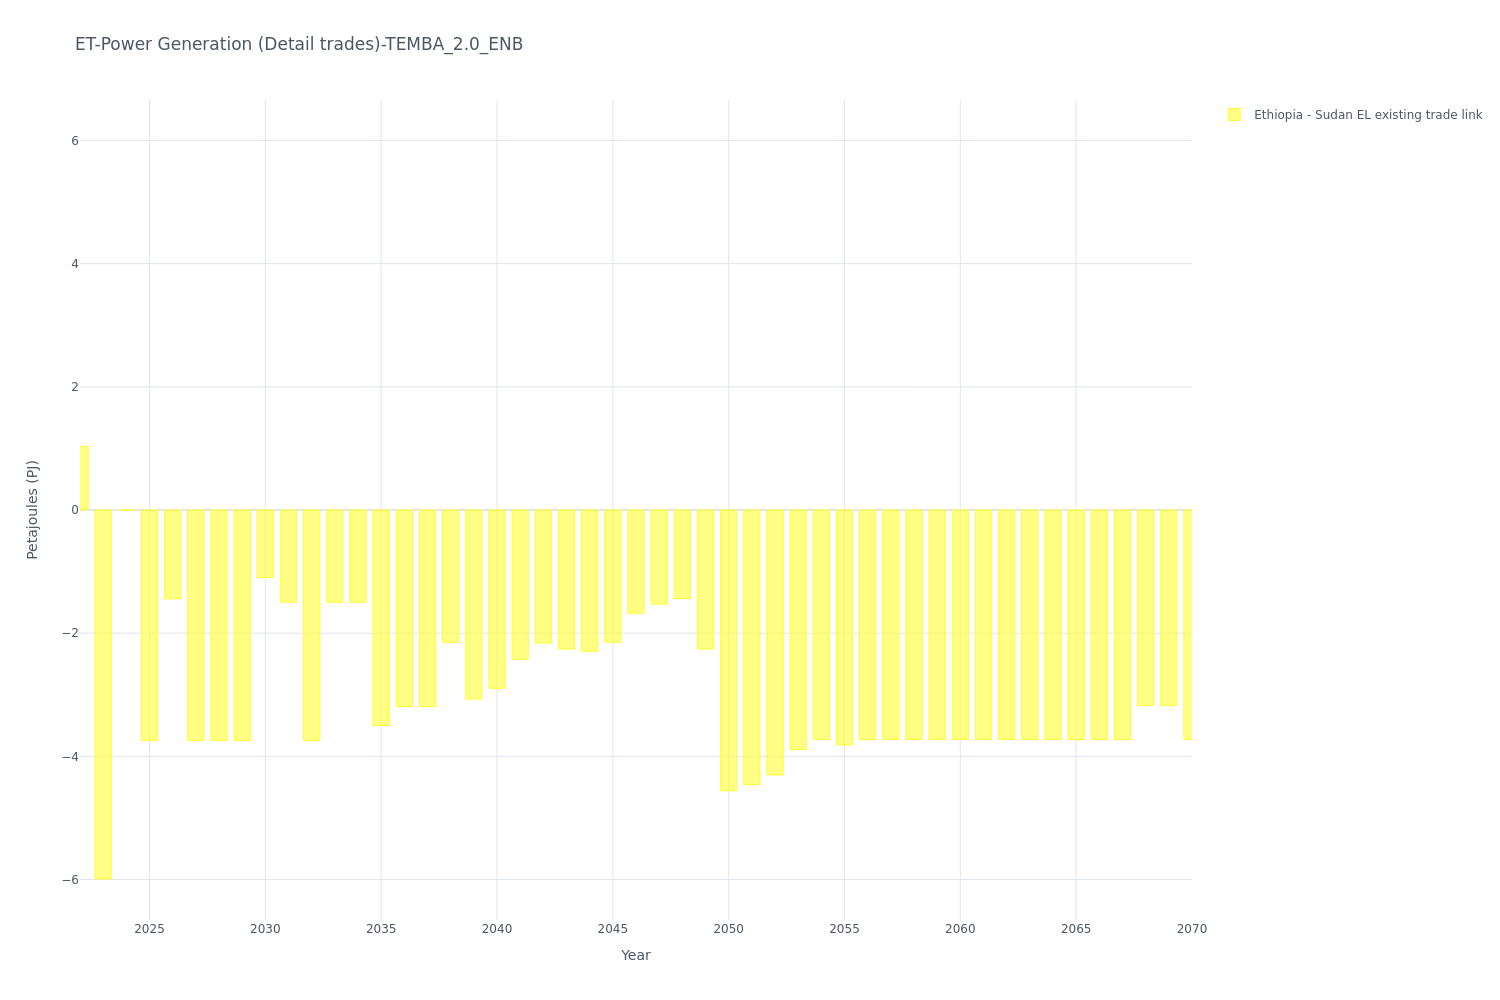 ET-Power Generation (Detail trades)-TEMBA_2.0_ENB
Ethiopia - Sudan EL existing trade link
6
4
2
0
−2
−4
−6
Petajoules (PJ)
2025 2030 2035 2040 2045 2050 2055 2060 2065 2070
Year